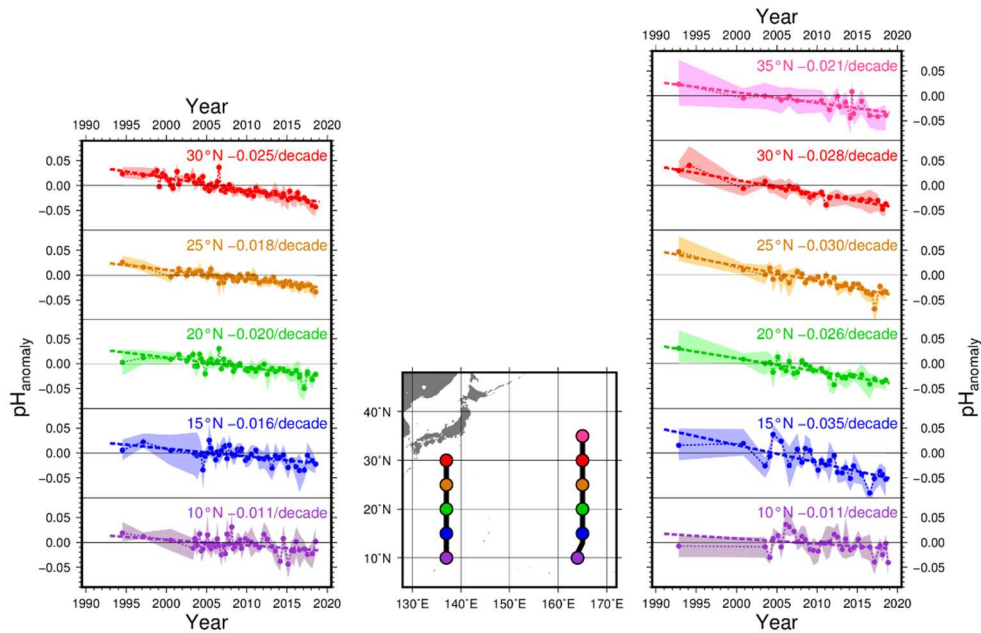 Year
1990 1995 2000 2005 2010 2015 2020
30°N −0.025/decade
0.05
0.00
−0.05
25°N −0.018/decade
0.05
0.00
−0.05
20°N −0.020/decade
0.05
0.00
−0.05
15°N −0.016/decade
0.05
0.00
−0.05
10°N −0.011/decade
0.05
0.00
−0.05
pHanomaly
1990 1995 2000 2005 2010 2015 2020
Year
40°N
30°N
20°N
10°N
130°E 140°E 150°E 160°E 170°E
Year
1990 1995 2000 2005 2010 2015 2020
35°N −0.021/decade
0.05
0.00
−0.05
30°N −0.028/decade
0.05
0.00
−0.05
25°N −0.030/decade
0.05
0.00
−0.05
20°N −0.026/decade
0.05
0.00
−0.05
15°N −0.035/decade
0.05
0.00
−0.05
10°N −0.011/decade
0.05
0.00
−0.05
pHanomaly
1990 1995 2000 2005 2010 2015 2020
Year